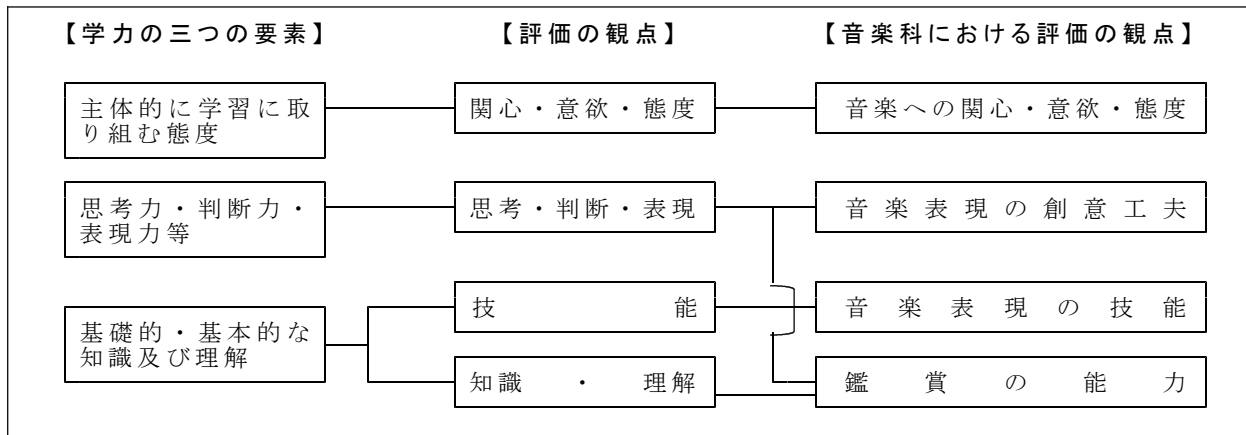 【学力の三つの要素】 【評価の観点】 【音楽科における評価の観点】
主体的に学習に取
り組む態度
関心・意欲・態度
音楽への関心・意欲・態度
思考力・判断力・
表現力等
思考・判断・表現
音楽表現の創意工夫
基礎的・基本的な
知識及び理解
技能
音楽表現の技能
知識・理解
鑑賞の能力